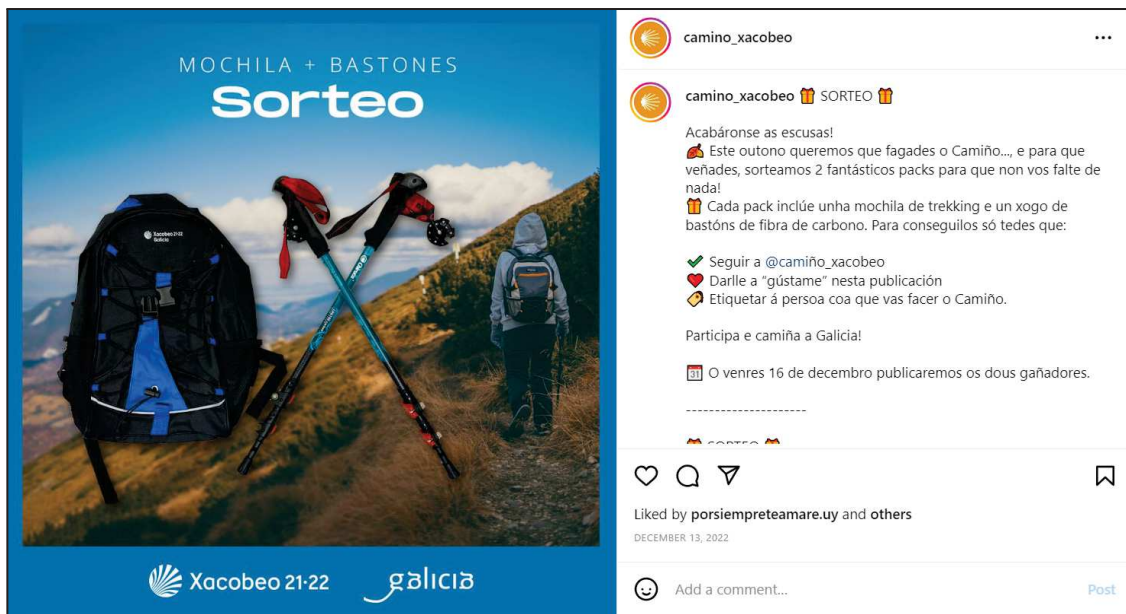 MOCHILA + BASTONES
Sorteo
Xacobeo 21·22
Galicia
Xacobeo 21·22
galicia
camino_xacobeo
camino_xacobeo 🎁 SORTEO 🎁
Acabáronse as escusas!
🍂 Este outono queremos que fagades o Camiño..., e para que
veñades, sorteamos 2 fantásticos packs para que non vos falte de
nada!
🎁 Cada pack inclúe unha mochila de trekking e un xogo de
bastóns de fibra de carbono. Para conseguilos só tedes que:
✔ Seguir a @camiño_xacobeo
❤ Darlle a “gústame” nesta publicación
🏷 Etiquetar á persoa coa que vas facer o Camiño.
Participa e camiña a Galicia!
📅 O venres 16 de decembro publicaremos os dous gañadores.
---------------------
🎁 SORTEO 🎁
Liked by porsiempreteamare.uy and others
DECEMBER 13, 2022
Add a comment...
Post